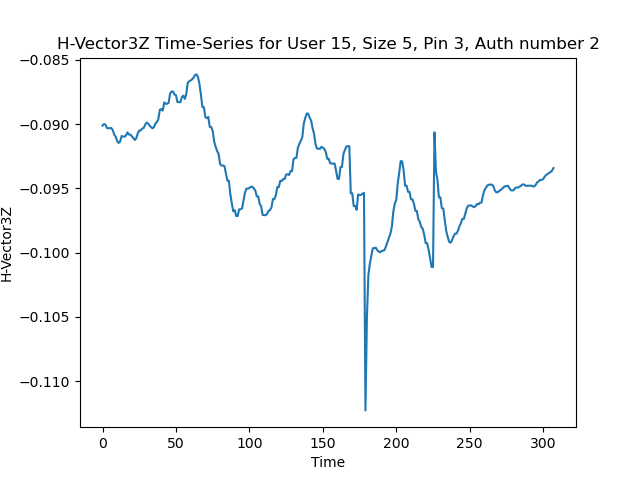 H-Vector3Z Time-Series for User 15, Size 5, Pin 3, Auth number 2
−0.085
−0.090
−0.095
−0.100
−0.105
−0.110
H-Vector3Z
0 50 100 150 200 250 300
Time